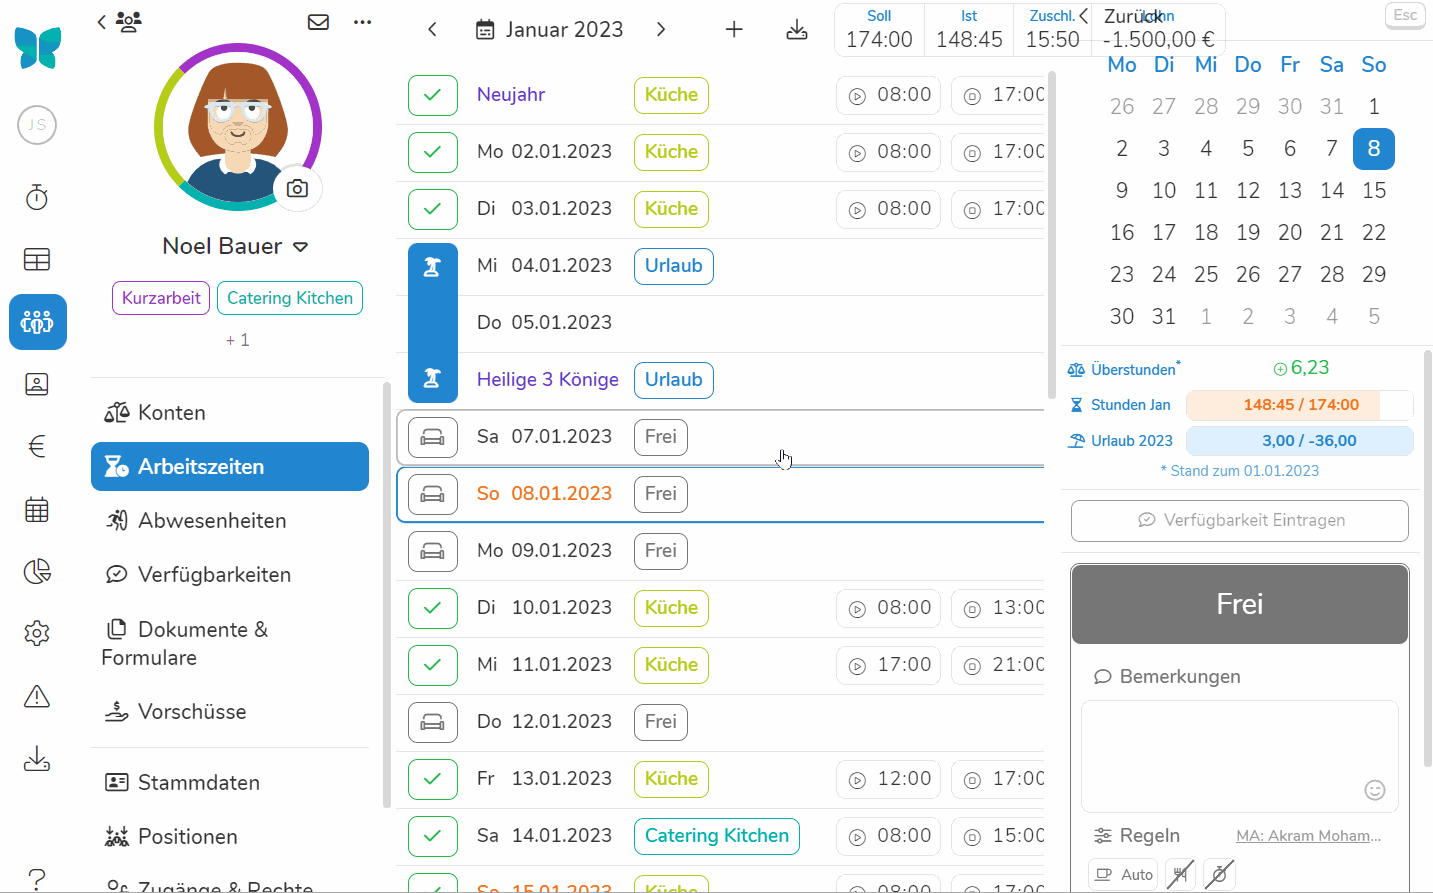 JS
Noel Bauer
Kurzarbeit
Catering Kitchen
+ 1
Konten
Arbeitszeiten
Abwesenheiten
Verfügbarkeiten
Dokumente &
Formulare
Vorschüsse
Stammdaten
Positionen
Zugänge & Rechte
?
Januar 2023
Soll
174:00
Ist
148:45
Zuschl.
15:50
Lohn
-1.500,00 €
Zurück
Esc
Neujahr Küche 08:00 17:00
Mo 02.01.2023 Küche 08:00 17:00
Di 03.01.2023 Küche 08:00 17:00
Mi 04.01.2023 Urlaub
Do 05.01.2023
Heilige 3 Könige Urlaub
Sa 07.01.2023 Frei
So 08.01.2023 Frei
Mo 09.01.2023 Frei
Di 10.01.2023 Küche 08:00 13:00
Mi 11.01.2023 Küche 17:00 21:00
Do 12.01.2023 Frei
Fr 13.01.2023 Küche 12:00 17:00
Sa 14.01.2023 Catering Kitchen 08:00 15:00
So 15.01.2023 Küche 08:00 17:00
Mo Di Mi Do Fr Sa So
26 27 28 29 30 31 1
2 3 4 5 6 7 8
9 10 11 12 13 14 15
16 17 18 19 20 21 22
23 24 25 26 27 28 29
30 31 1 2 3 4 5
Überstunden* 6,23
Stunden Jan 148:45 / 174:00
Urlaub 2023 3,00 / -36,00
* Stand zum 01.01.2023
Verfügbarkeit Eintragen
Frei
Bemerkungen
Regeln MA: Akram Moham...
Auto